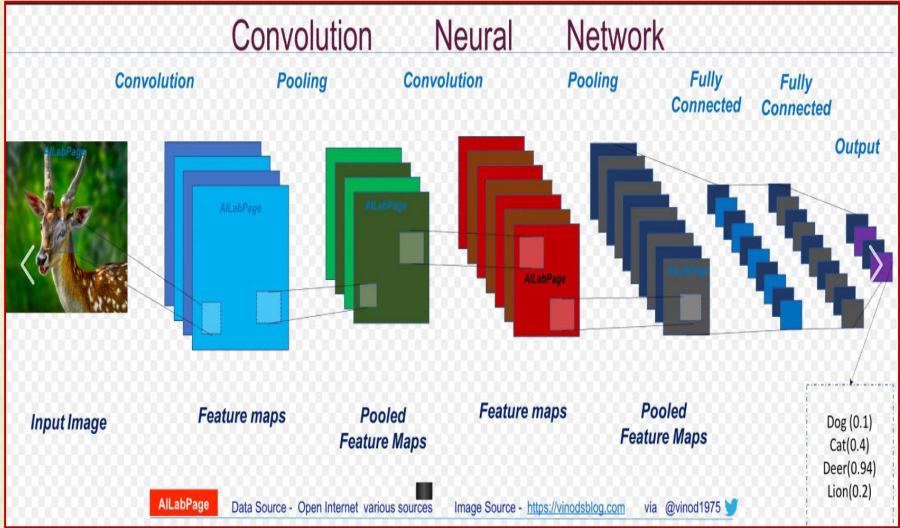 Convolution Neural Network
Convolution Pooling Convolution Pooling Fully Connected Fully Connected
Output
AILabPage
AILabPage
AILabPage
AILabPage
AILabPage
Input Image
Feature maps
Pooled Feature Maps
Feature maps
Pooled Feature Maps
Dog (0.1)
Cat(0.4)
Deer(0.94)
Lion(0.2)
AILabPage Data Source - Open Internet various sources Image Source - https://vinodsblog.com via @vinod1975